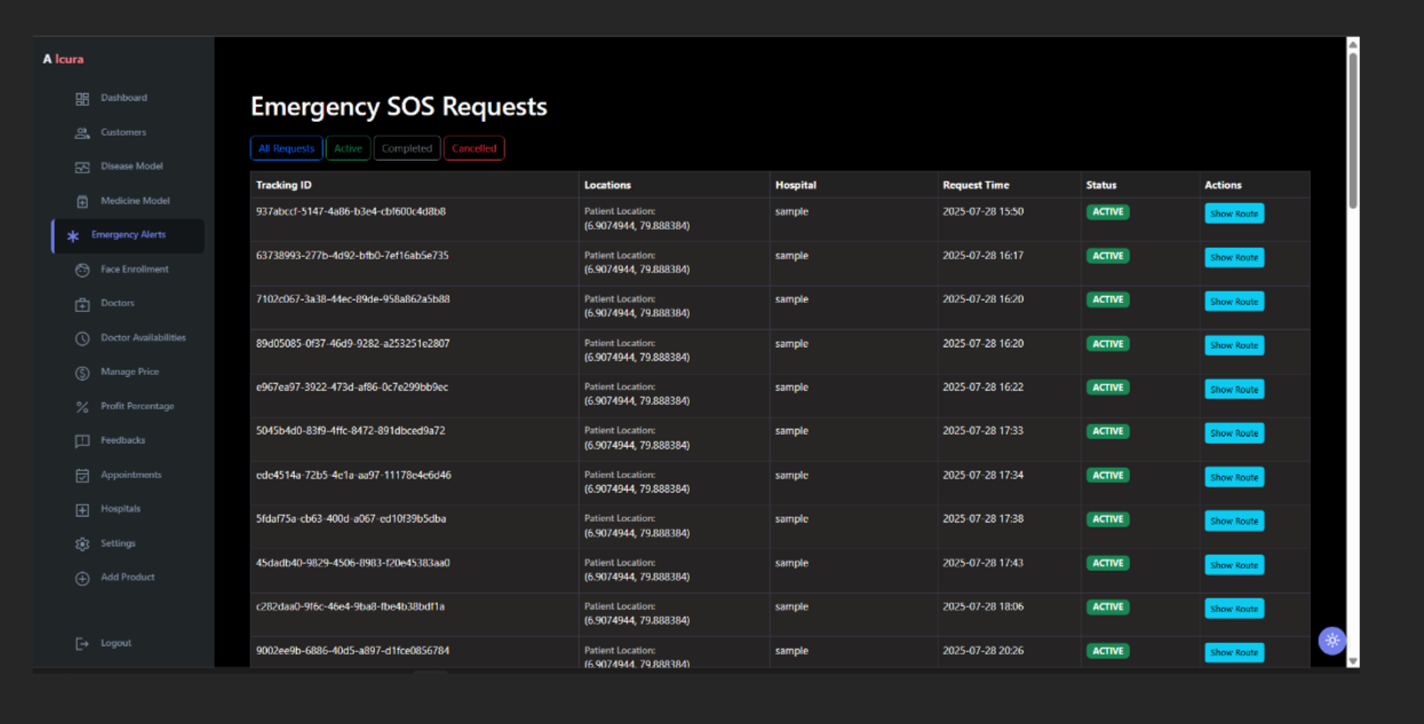 A Icura
Dashboard
Customers
Disease Model
Medicine Model
Emergency Alerts
Face Enrollment
Doctors
Doctor Availabilities
Manage Price
Profit Percentage
Feedbacks
Appointments
Hospitals
Settings
Add Product
Logout
Emergency SOS Requests
All Requests Active Completed Cancelled
Tracking ID Locations Hospital Request Time Status Actions
937abccf-5147-4a86-b3e4-cbf600c4d8b8 Patient Location: sample 2025-07-28 15:50 ACTIVE Show Route
(6.9074944, 79.888384)
63738993-277b-4d92-bfb0-7ef16ab5e735 Patient Location: sample 2025-07-28 16:17 ACTIVE Show Route
(6.9074944, 79.888384)
7102c067-3a38-44ec-89de-958a862a5b88 Patient Location: sample 2025-07-28 16:20 ACTIVE Show Route
(6.9074944, 79.888384)
89d05085-0f37-46d9-9282-a253251e2807 Patient Location: sample 2025-07-28 16:20 ACTIVE Show Route
(6.9074944, 79.888384)
e967ea97-3922-473d-af86-0c7e299bb9ec Patient Location: sample 2025-07-28 16:22 ACTIVE Show Route
(6.9074944, 79.888384)
5045b4d0-83f9-4ffc-8472-891dbced9a72 Patient Location: sample 2025-07-28 17:33 ACTIVE Show Route
(6.9074944, 79.888384)
ede4514a-72b5-4e1a-aa97-11178e4e6d46 Patient Location: sample 2025-07-28 17:34 ACTIVE Show Route
(6.9074944, 79.888384)
5fdaf75a-cb63-400d-a067-ed10f39b5dba Patient Location: sample 2025-07-28 17:38 ACTIVE Show Route
(6.9074944, 79.888384)
45dadb40-9829-4506-8983-f20e45383aa0 Patient Location: sample 2025-07-28 17:43 ACTIVE Show Route
(6.9074944, 79.888384)
c282daa0-9f6c-46e4-9ba8-fbe4b38bdf1a Patient Location: sample 2025-07-28 18:06 ACTIVE Show Route
(6.9074944, 79.888384)
9002ee9b-6886-40d5-a897-d1fce0856784 Patient Location: sample 2025-07-28 20:26 ACTIVE Show Route
(6.9074944, 79.888384)